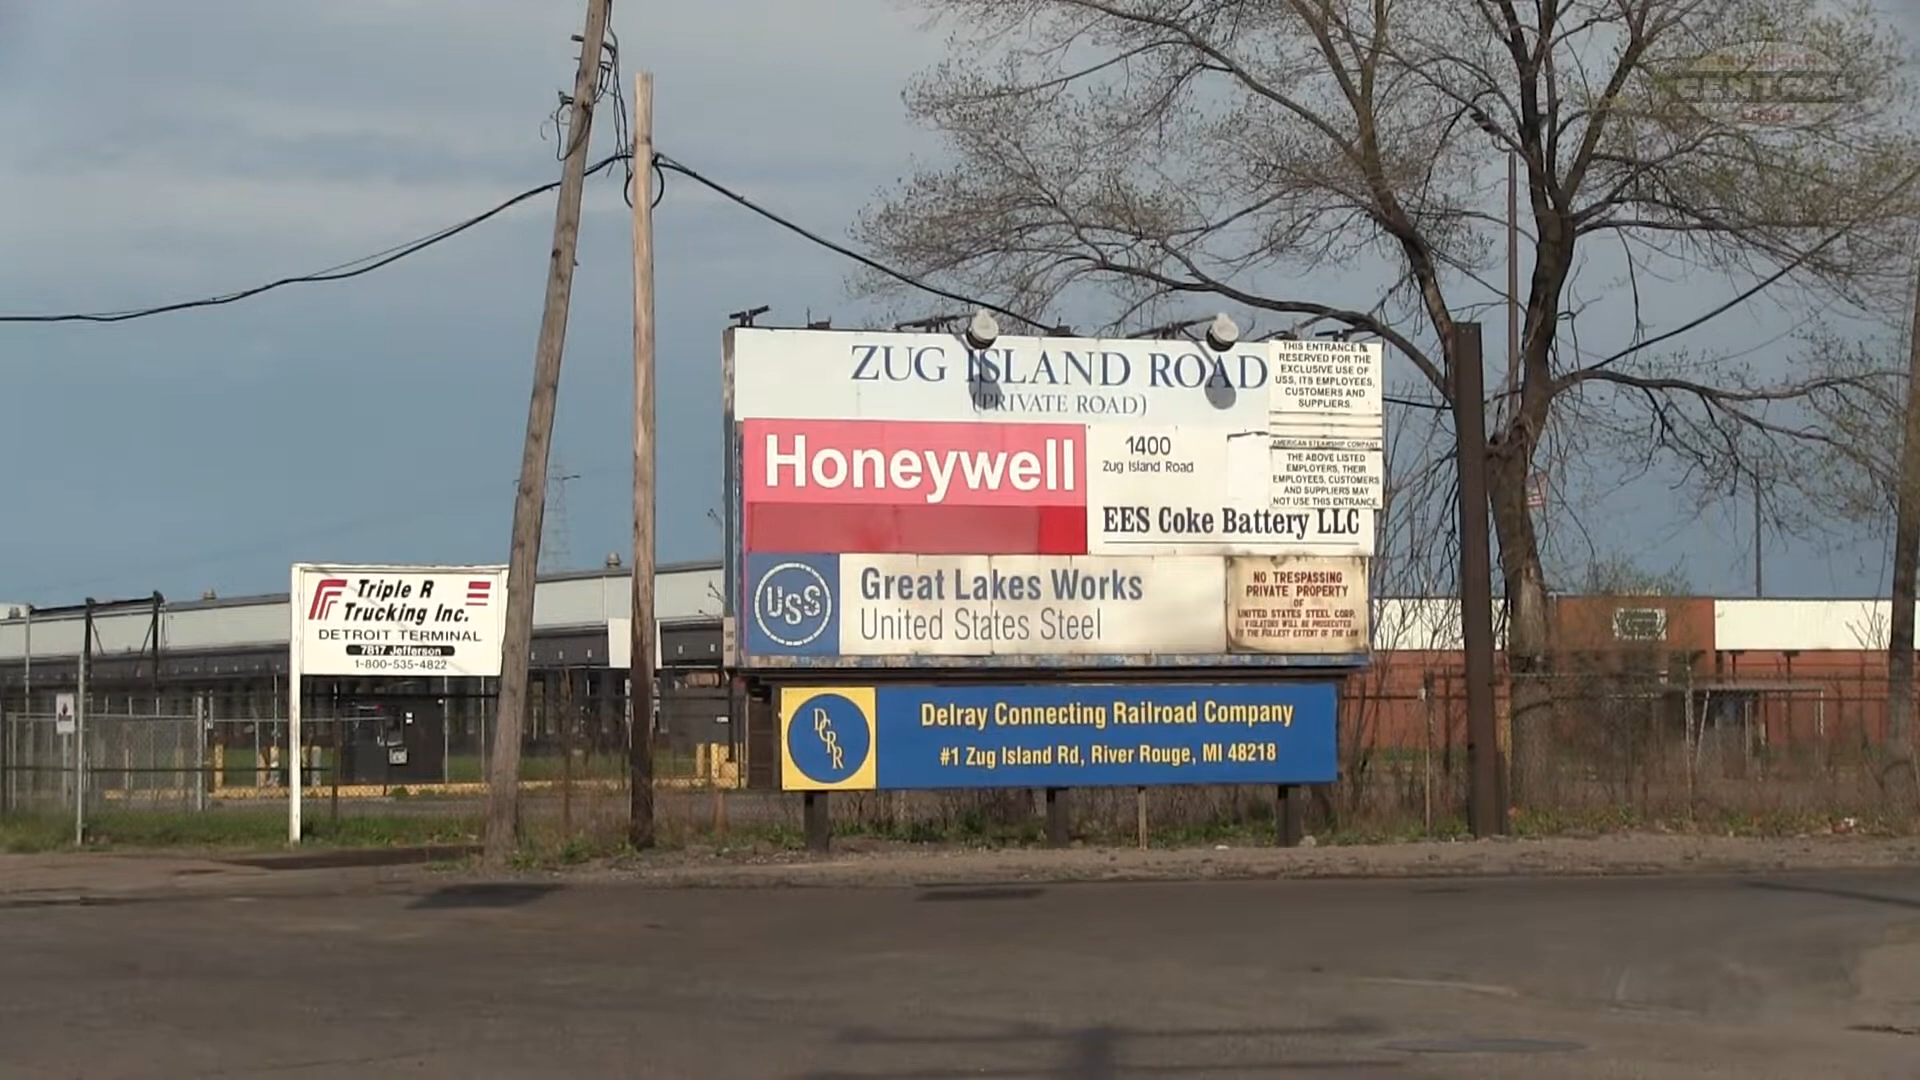 CENTRAL
ZUG ISLAND ROAD
(PRIVATE ROAD)
THIS ENTRANCE IS
RESERVED FOR THE
EXCLUSIVE USE OF
USS, ITS EMPLOYEES,
CUSTOMERS AND
SUPPLIERS.
AMERICAN STEAMSHIP COMPANY
THE ABOVE LISTED
EMPLOYERS, THEIR
EMPLOYEES, CUSTOMERS
AND SUPPLIERS MAY
NOT USE THIS ENTRANCE.
Honeywell
1400
Zug Island Road
EES Coke Battery LLC
USS
Great Lakes Works
United States Steel
NO TRESPASSING
PRIVATE PROPERTY
OF
UNITED STATES STEEL CORP.
VIOLATORS WILL BE PROSECUTED
TO THE FULLEST EXTENT OF THE LAW
DCRR
Delray Connecting Railroad Company
#1 Zug Island Rd, River Rouge, MI 48218
Triple R
Trucking Inc.
DETROIT TERMINAL
7817 Jefferson
1-800-535-4822